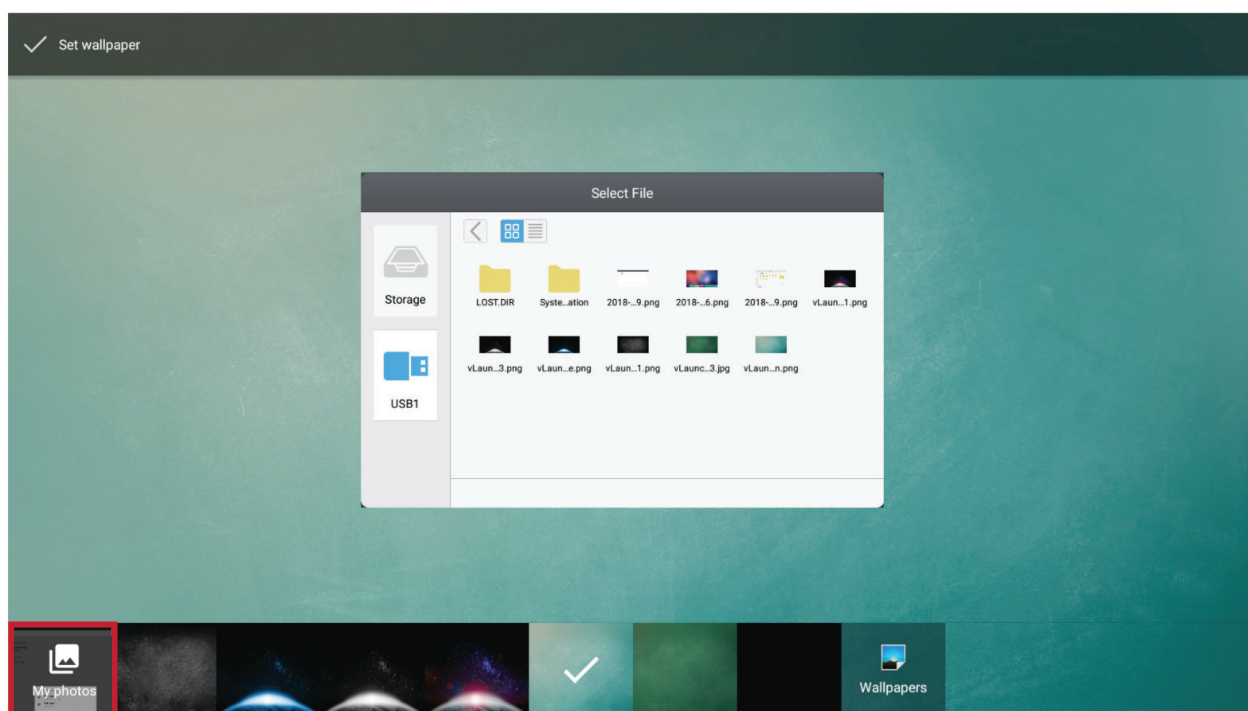 Set wallpaper
Select File
Storage
LOST.DIR
Syste...ation
2018-...9.png
2018-...6.png
2018-...9.png
vLaun...1.png
vLaun...3.png
vLaun...e.png
vLaun...1.png
vLaunc...3.jpg
vLaun...n.png
USB1
My photos
Wallpapers